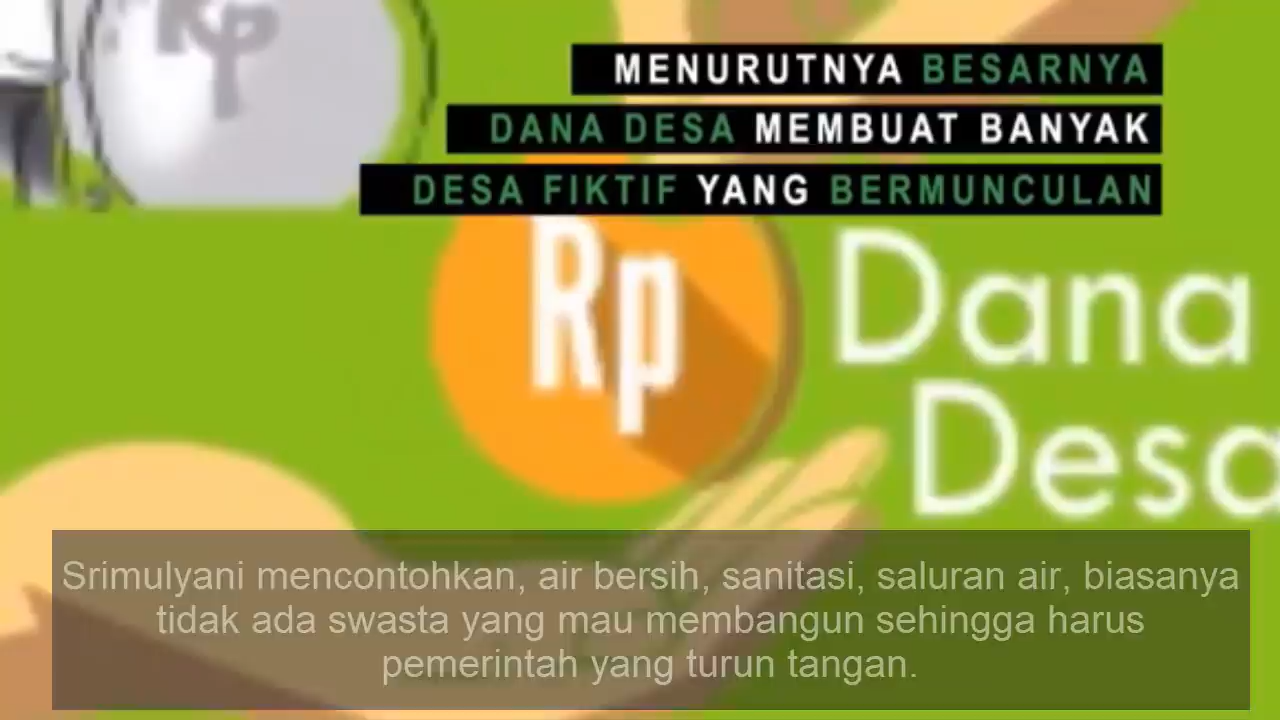 Rp
MENURUTNYA BESARNYA
DANA DESA MEMBUAT BANYAK
DESA FIKTIF YANG BERMUNCULAN
Rp
Dana
Desa
Srimulyani mencontohkan, air bersih, sanitasi, saluran air, biasanya
tidak ada swasta yang mau membangun sehingga harus
pemerintah yang turun tangan.